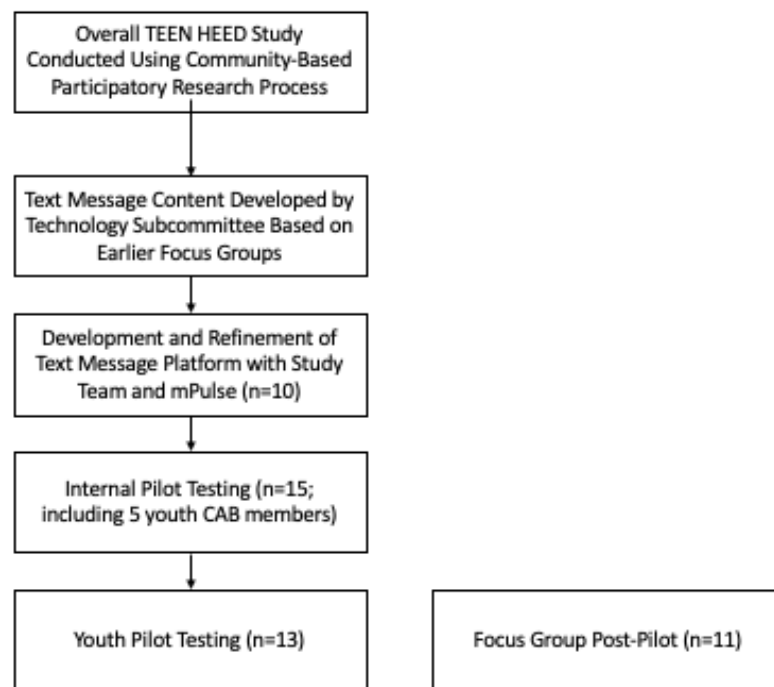 Overall TEEN HEED Study
Conducted Using Community-Based
Participatory Research Process
Text Message Content Developed by
Technology Subcommittee Based on
Earlier Focus Groups
Development and Refinement of
Text Message Platform with Study
Team and mPulse (n=10)
Internal Pilot Testing (n=15;
including 5 youth CAB members)
Youth Pilot Testing (n=13)
Focus Group Post-Pilot (n=11)